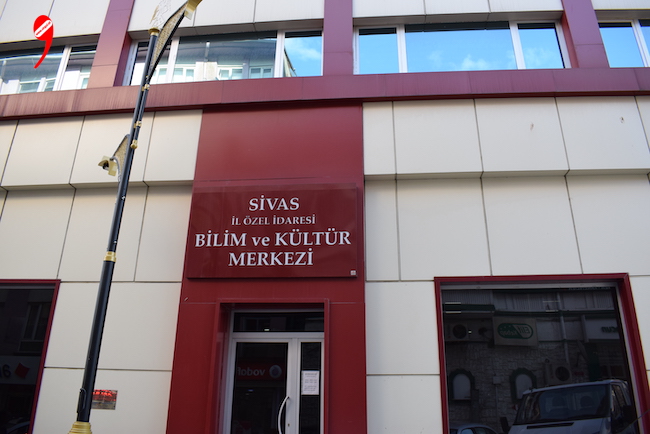 SİVAS
İL ÖZEL İDARESİ
BİLİM ve KÜLTÜR
MERKEZİ